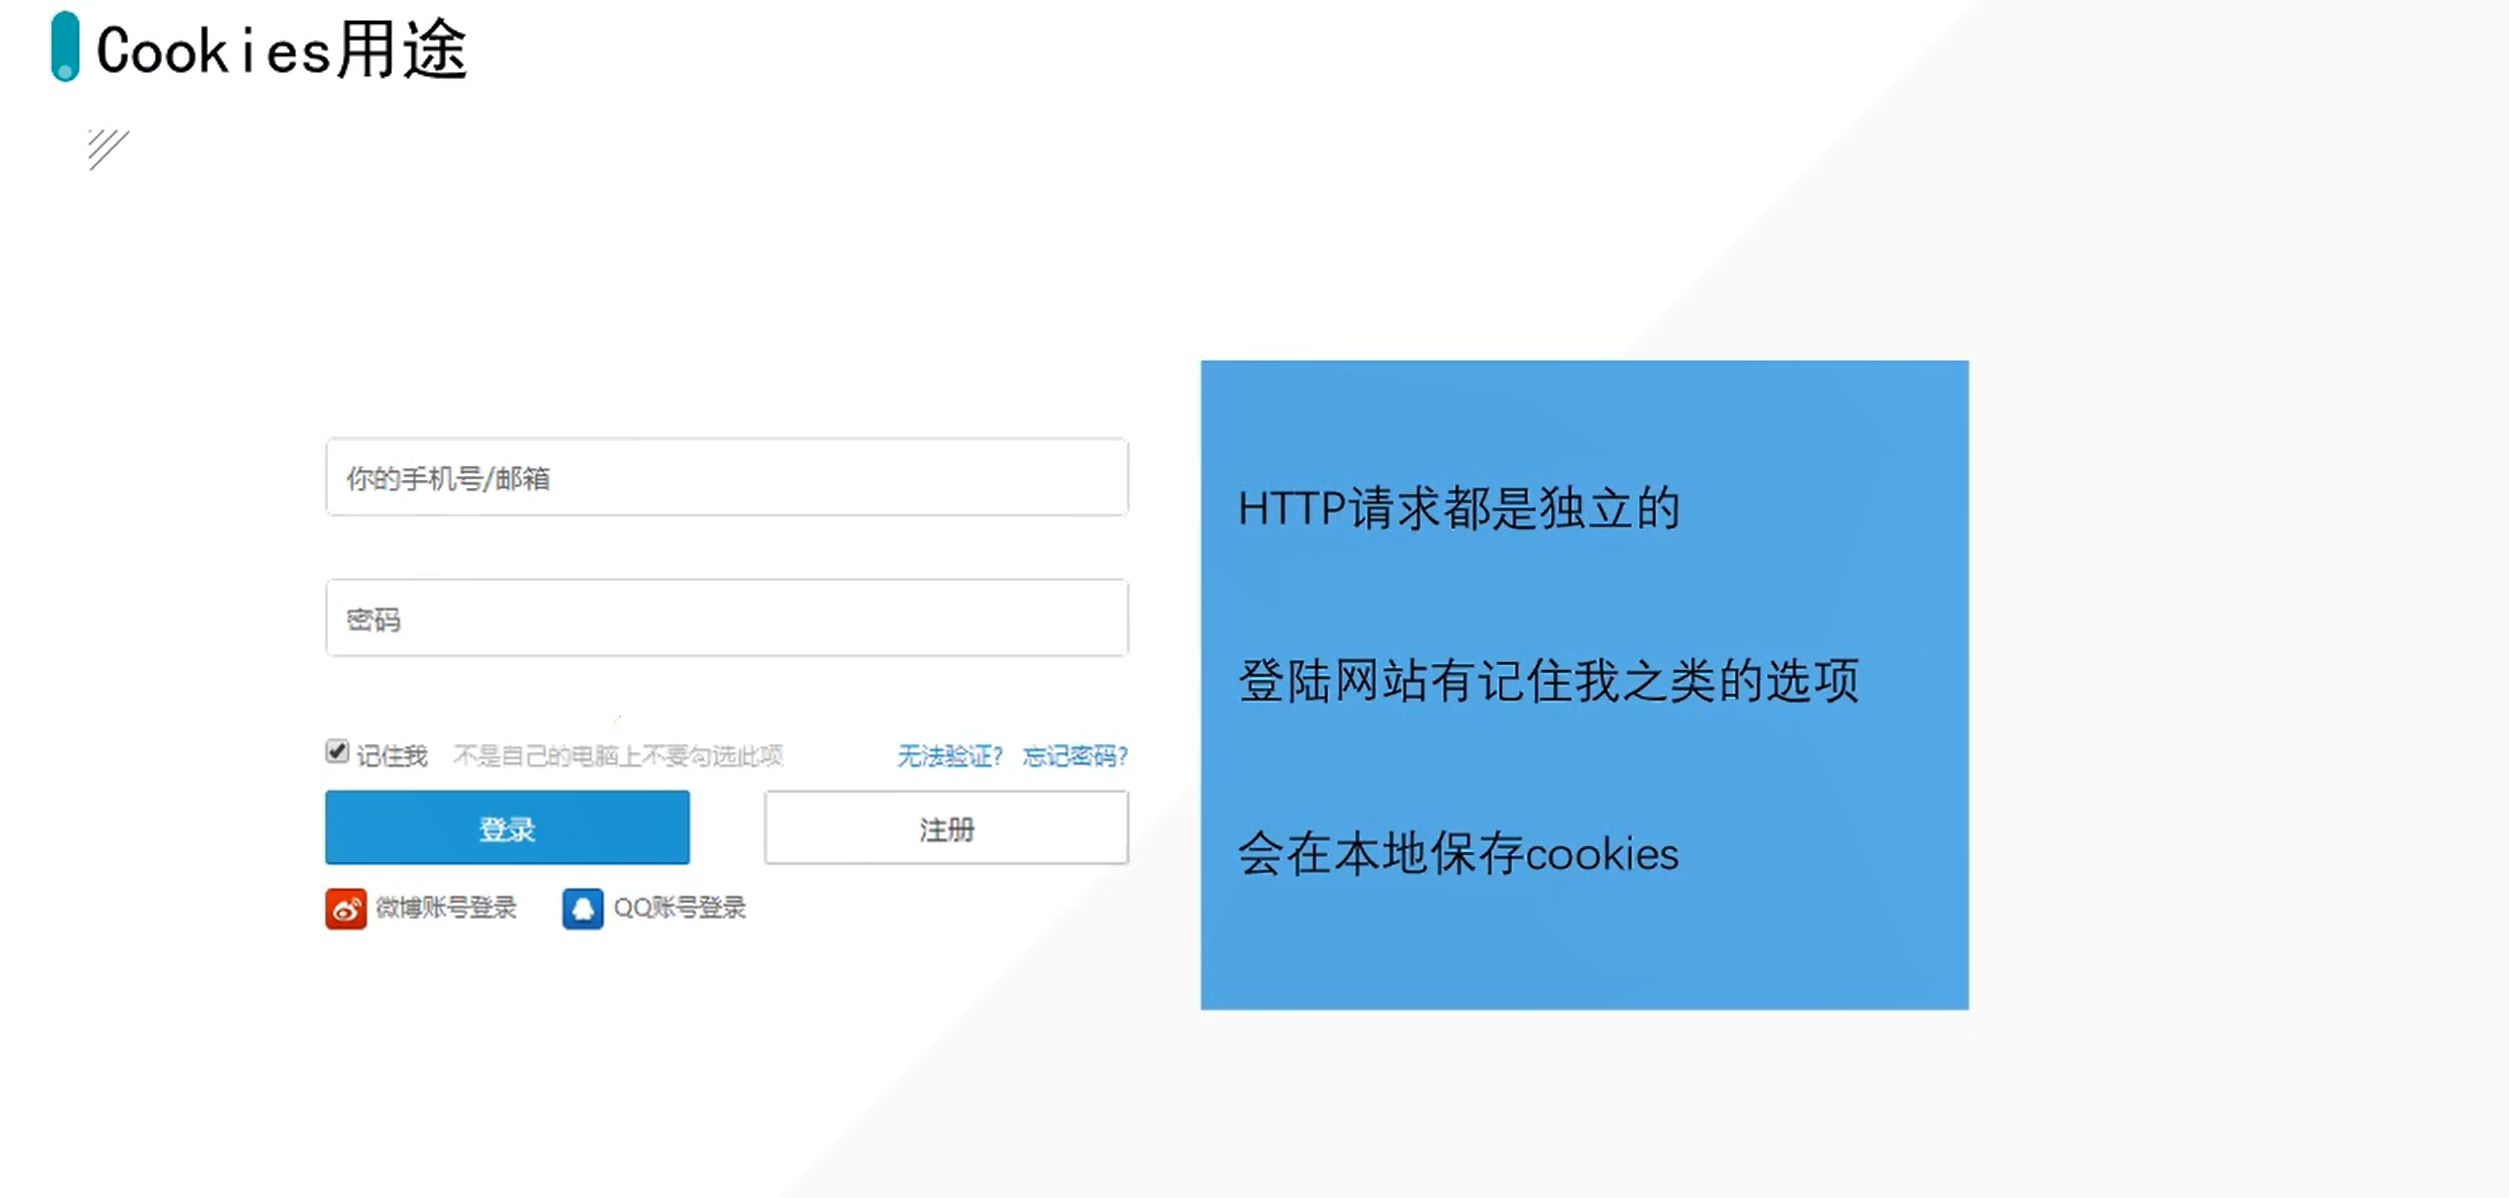 Cookies用途
你的手机号/邮箱
密码
记住我 不是自己的电脑上不要勾选此项 无法验证? 忘记密码?
登录 注册
微博账号登录 QQ账号登录
HTTP请求都是独立的
登陆网站有记住我之类的选项
会在本地保存cookies